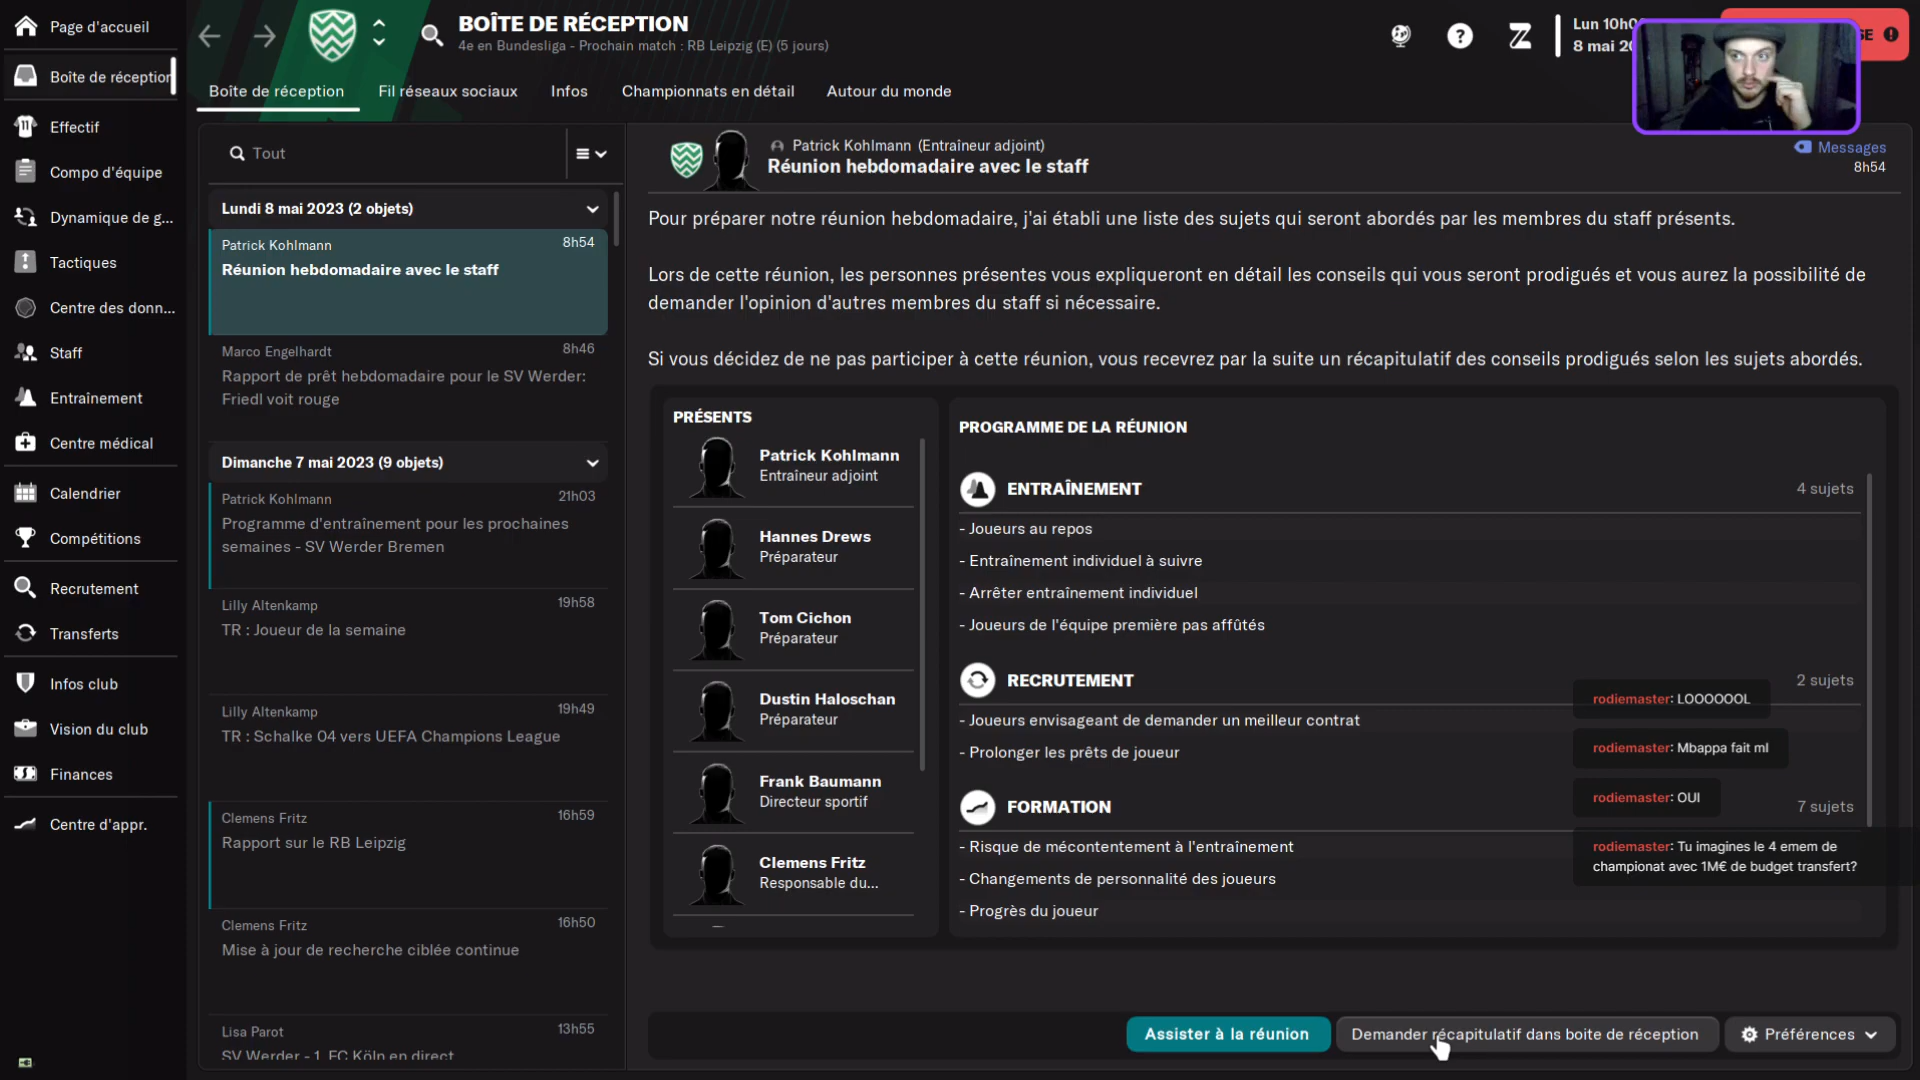 Page d'accueil
Boîte de réception
Effectif
Compo d'équipe
Dynamique de g...
Tactiques
Centre des donn...
Staff
Entraînement
Centre médical
Calendrier
Compétitions
Recrutement
Transferts
Infos club
Vision du club
Finances
Centre d'appr.
BOÎTE DE RÉCEPTION
4e en Bundesliga - Prochain match : RB Leipzig (E) (5 jours)
Lun 10h0
8 mai 20
Boîte de réception
Fil réseaux sociaux
Infos
Championnats en détail
Autour du monde
Tout
Lundi 8 mai 2023 (2 objets)
Patrick Kohlmann 8h54
Réunion hebdomadaire avec le staff
Marco Engelhardt 8h46
Rapport de prêt hebdomadaire pour le SV Werder:
Friedl voit rouge
Dimanche 7 mai 2023 (9 objets)
Patrick Kohlmann 21h03
Programme d'entraînement pour les prochaines
semaines - SV Werder Bremen
Lilly Altenkamp 19h58
TR : Joueur de la semaine
Lilly Altenkamp 19h49
TR : Schalke 04 vers UEFA Champions League
Clemens Fritz 16h59
Rapport sur le RB Leipzig
Clemens Fritz 16h50
Mise à jour de recherche ciblée continue
Lisa Parot 13h55
SV Werder - 1. FC Köln en direct
Patrick Kohlmann (Entraîneur adjoint)
Réunion hebdomadaire avec le staff
Messages
8h54
Pour préparer notre réunion hebdomadaire, j'ai établi une liste des sujets qui seront abordés par les membres du staff présents.
Lors de cette réunion, les personnes présentes vous expliqueront en détail les conseils qui vous seront prodigués et vous aurez la possibilité de
demander l'opinion d'autres membres du staff si nécessaire.
Si vous décidez de ne pas participer à cette réunion, vous recevrez par la suite un récapitulatif des conseils prodigués selon les sujets abordés.
PRÉSENTS
Patrick Kohlmann
Entraîneur adjoint
Hannes Drews
Préparateur
Tom Cichon
Préparateur
Dustin Haloschan
Préparateur
Frank Baumann
Directeur sportif
Clemens Fritz
Responsable du...
PROGRAMME DE LA RÉUNION
ENTRAÎNEMENT 4 sujets
- Joueurs au repos
- Entraînement individuel à suivre
- Arrêter entraînement individuel
- Joueurs de l'équipe première pas affûtés
RECRUTEMENT 2 sujets
- Joueurs envisageant de demander un meilleur contrat
- Prolonger les prêts de joueur
FORMATION 7 sujets
- Risque de mécontentement à l'entraînement
- Changements de personnalité des joueurs
- Progrès du joueur
rodiemaster: LOOOOOOL
rodiemaster: Mbappa fait ml
rodiemaster: OUI
rodiemaster: Tu imagines le 4 emem de
championat avec 1M€ de budget transfert?
Assister à la réunion
Demander récapitulatif dans boite de réception
Préférences